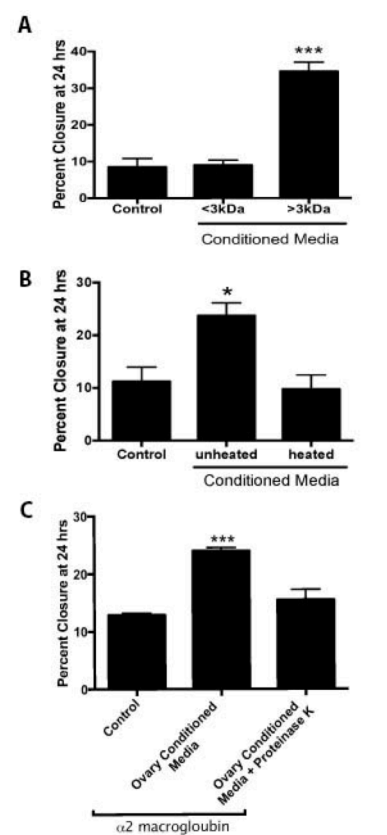 A
Percent Closure at 24 hrs
40
30
20
10
0
***
Control
<3kDa
>3kDa
Conditioned Media
B
Percent Closure at 24 hrs
30
20
10
0
*
Control
unheated
heated
Conditioned Media
C
Percent Closure at 24 hrs
30
20
10
0
***
Control
Ovary Conditioned
Media
Ovary Conditioned
Media + Proteinase K
α2 macrogloubin